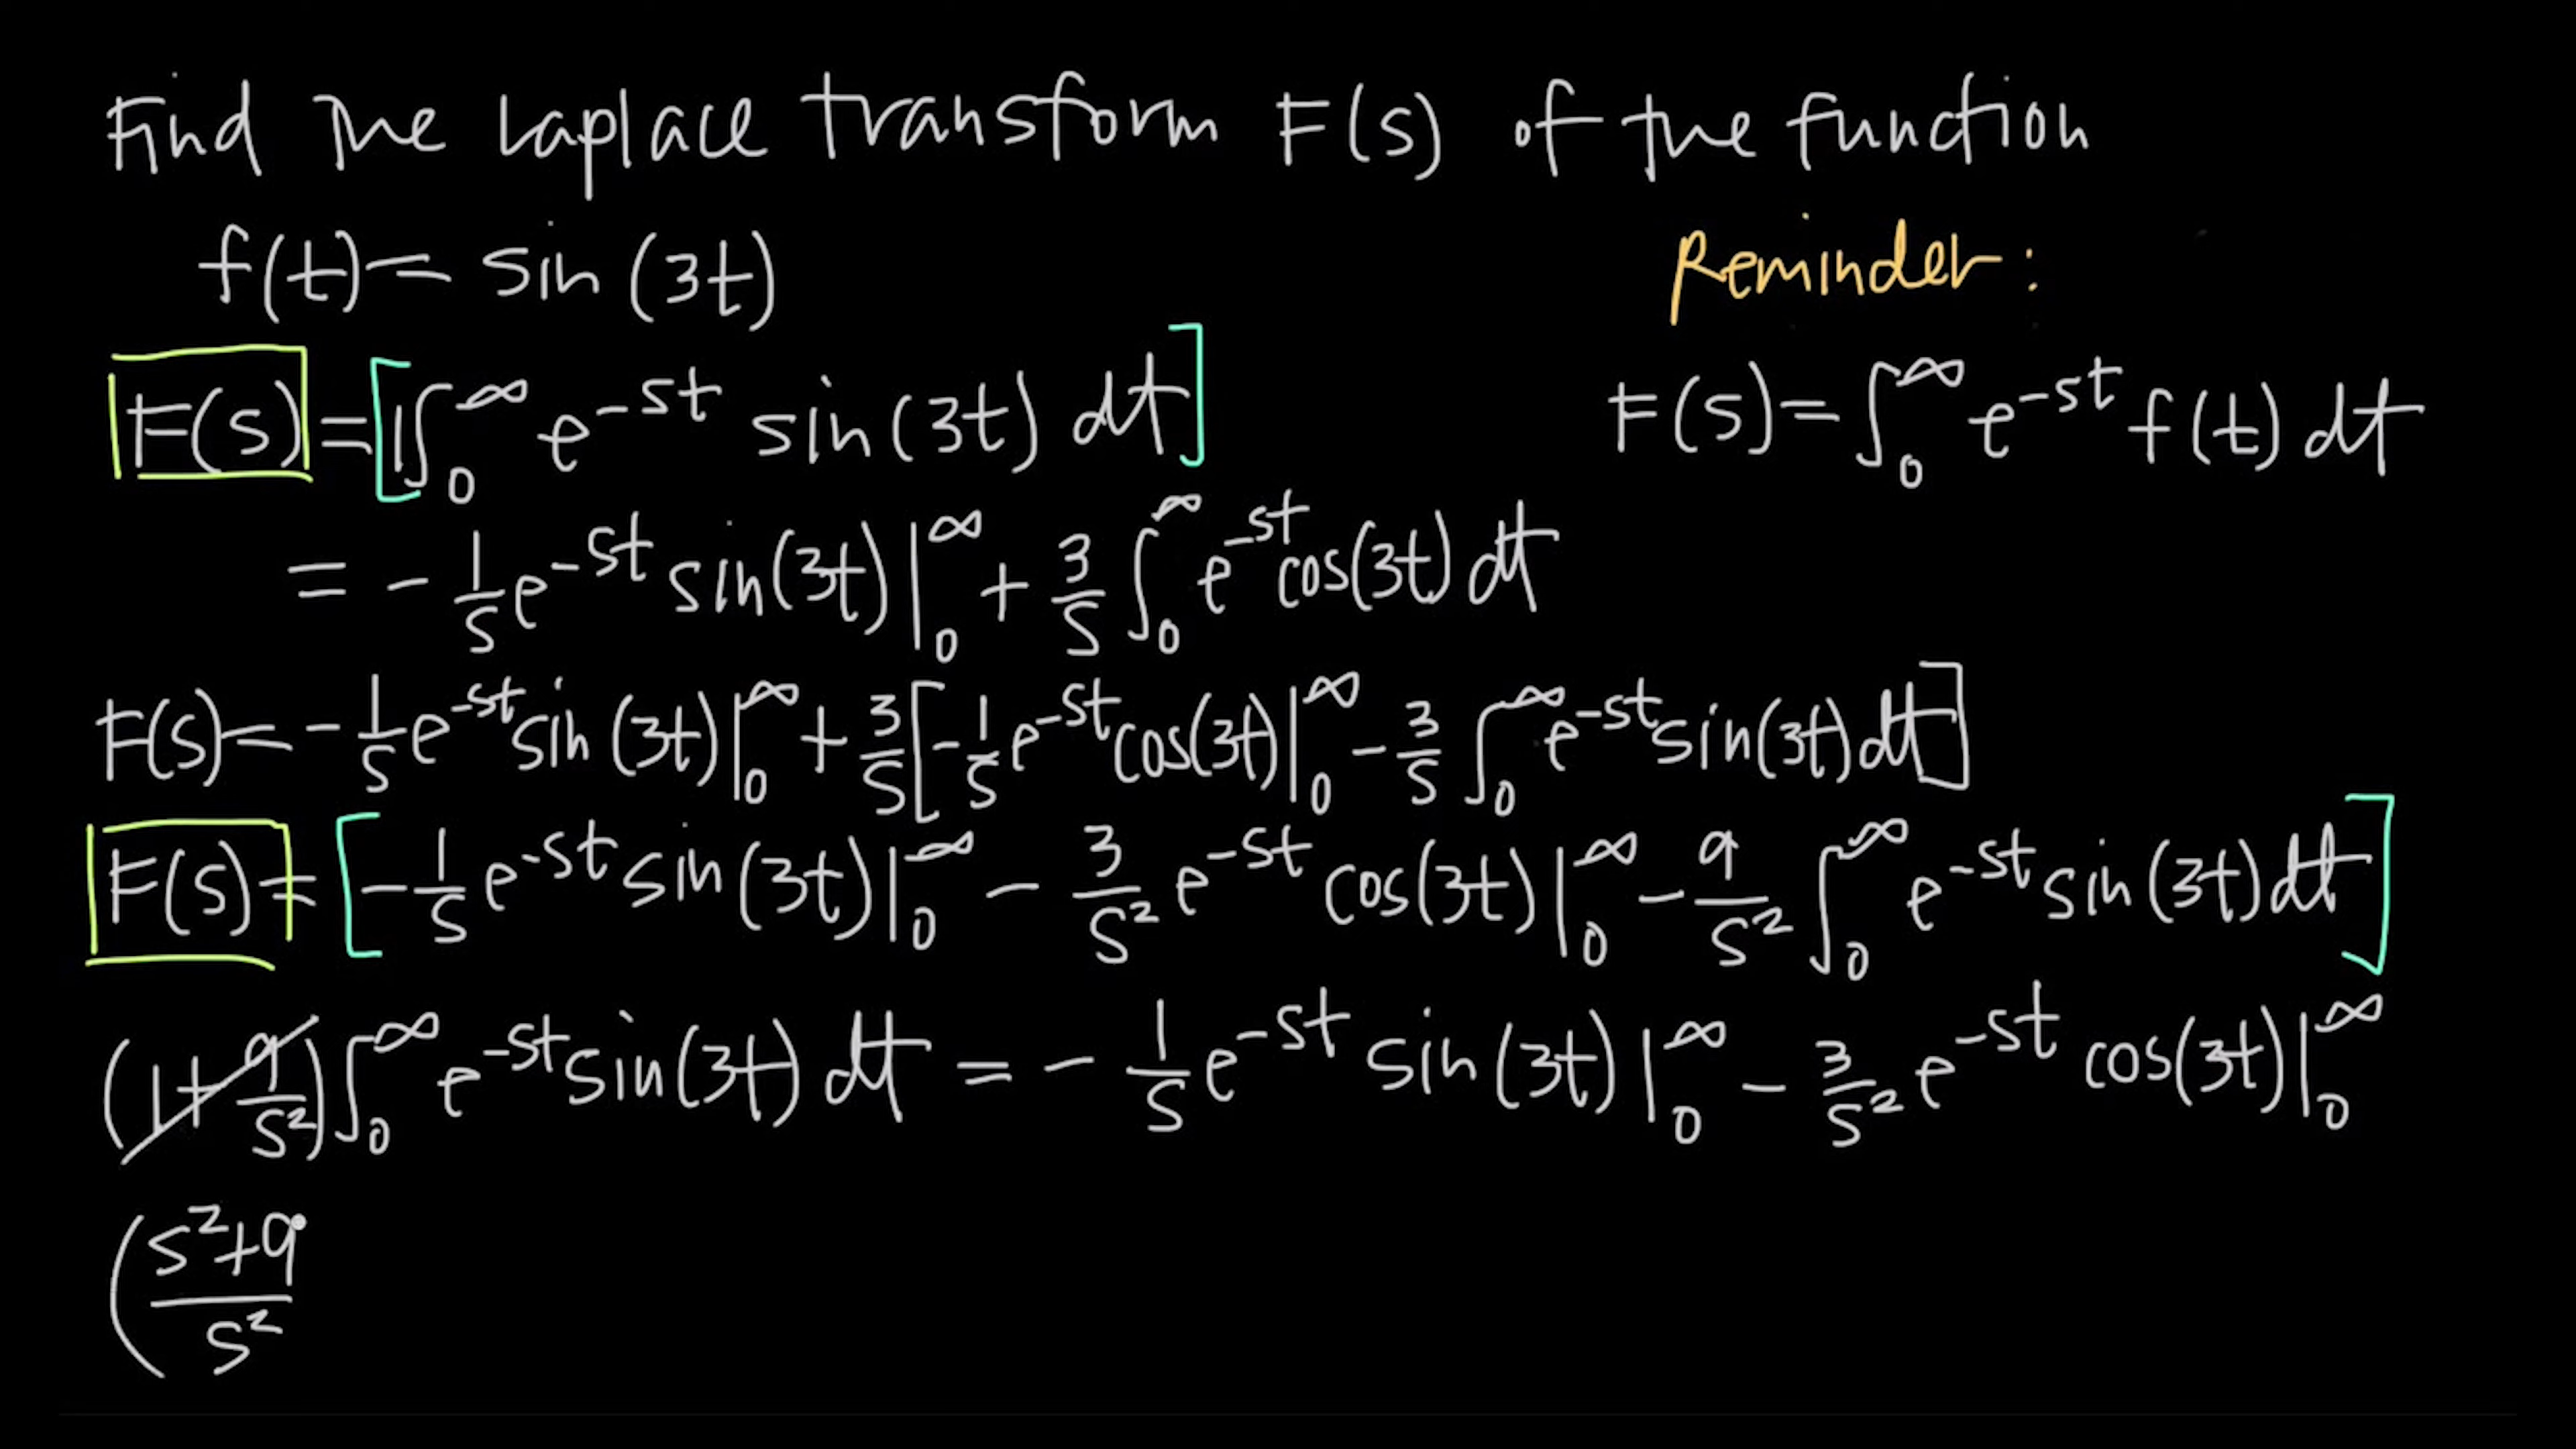 Find the Laplace transform F(s) of the function
f(t) = sin(3t)
Reminder:
F(s) = [1∫₀^∞ e^-st sin(3t) dt]
F(s) = ∫₀^∞ e^-st f(t) dt
= - 1/s e^-st sin(3t)|₀^∞ + 3/s ∫₀^∞ e^-st cos(3t) dt
F(s) = - 1/s e^-st sin(3t)|₀^∞ + 3/s [- 1/s e^-st cos(3t)|₀^∞ - 3/s ∫₀^∞ e^-st sin(3t) dt]
F(s) = [- 1/s e^-st sin(3t)|₀^∞ - 3/s² e^-st cos(3t)|₀^∞ - 9/s² ∫₀^∞ e^-st sin(3t) dt]
(1 + 9/s²) ∫₀^∞ e^-st sin(3t) dt = - 1/s e^-st sin(3t)|₀^∞ - 3/s² e^-st cos(3t)|₀^∞
(s²+9/s²